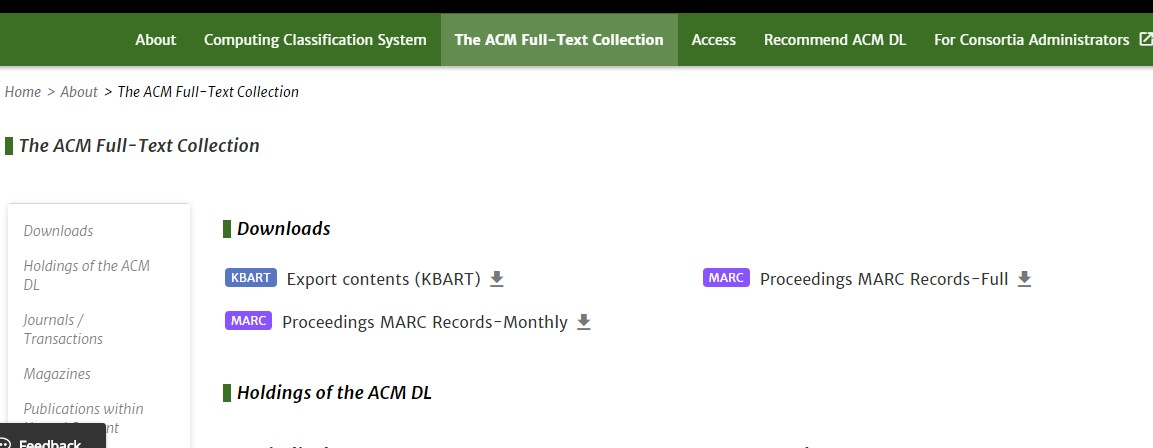 About Computing Classification System The ACM Full-Text Collection Access Recommend ACM DL For Consortia Administrators
Home > About > The ACM Full-Text Collection
The ACM Full-Text Collection
Downloads
Holdings of the ACM
DL
Journals /
Transactions
Magazines
Publications within
Feedback
Downloads
KBART Export contents (KBART)
MARC Proceedings MARC Records-Full
MARC Proceedings MARC Records-Monthly
Holdings of the ACM DL